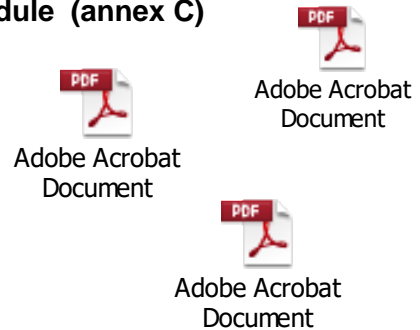 dule (annex C)
PDF
Adobe Acrobat
Document
PDF
Adobe Acrobat
Document
PDF
Adobe Acrobat
Document